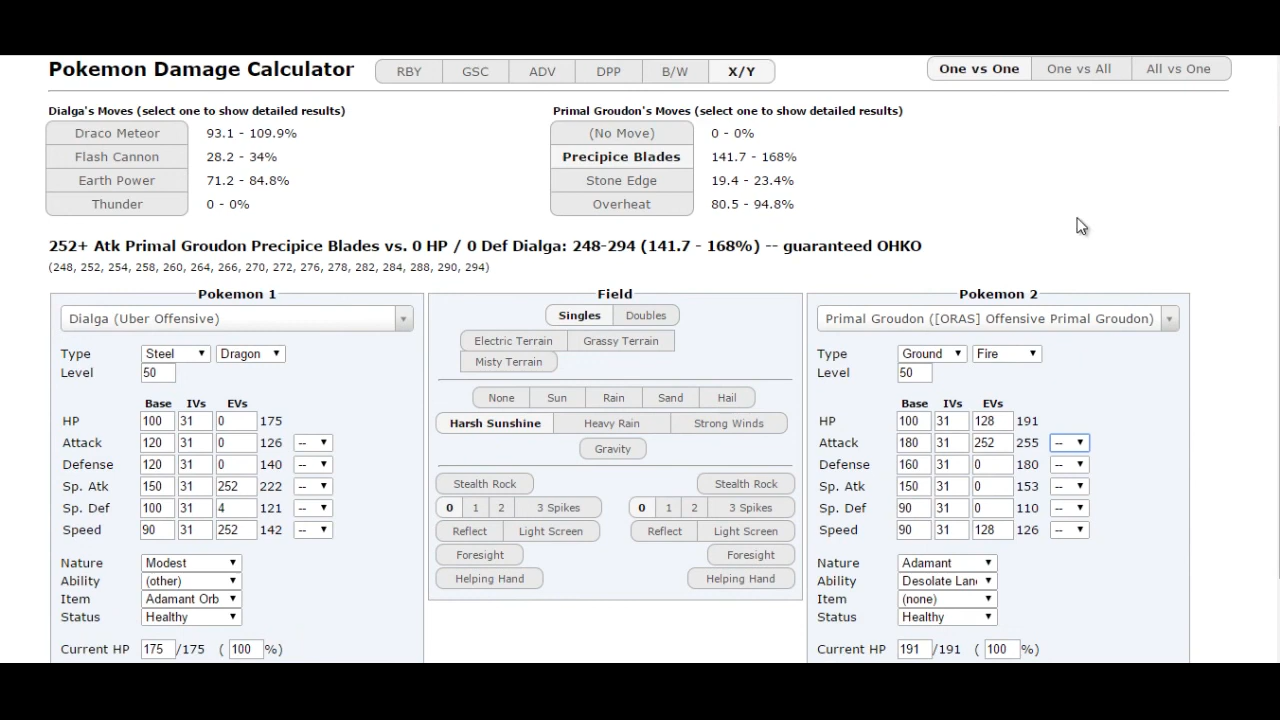 Pokemon Damage Calculator RBY GSC ADV DPP B/W X/Y One vs One One vs All All vs One
Dialga's Moves (select one to show detailed results) Primal Groudon's Moves (select one to show detailed results)
Draco Meteor 93.1 - 109.9% (No Move) 0 - 0%
Flash Cannon 28.2 - 34% Precipice Blades 141.7 - 168%
Earth Power 71.2 - 84.8% Stone Edge 19.4 - 23.4%
Thunder 0 - 0% Overheat 80.5 - 94.8%
252+ Atk Primal Groudon Precipice Blades vs. 0 HP / 0 Def Dialga: 248-294 (141.7 - 168%) -- guaranteed OHKO
(248, 252, 254, 258, 260, 264, 266, 270, 272, 276, 278, 282, 284, 288, 290, 294)
Pokemon 1
Dialga (Uber Offensive)
Type Steel Dragon
Level 50
Base IVs EVs
HP 100 31 0 175
Attack 120 31 0 126 --
Defense 120 31 0 140 --
Sp. Atk 150 31 252 222 --
Sp. Def 100 31 4 121 --
Speed 90 31 252 142 --
Nature Modest
Ability (other)
Item Adamant Orb
Status Healthy
Current HP 175 /175 ( 100 %)
Field
Singles Doubles
Electric Terrain Grassy Terrain
Misty Terrain
None Sun Rain Sand Hail
Harsh Sunshine Heavy Rain Strong Winds
Gravity
Stealth Rock Stealth Rock
0 1 2 3 Spikes 0 1 2 3 Spikes
Reflect Light Screen Reflect Light Screen
Foresight Foresight
Helping Hand Helping Hand
Pokemon 2
Primal Groudon ([ORAS] Offensive Primal Groudon)
Type Ground Fire
Level 50
Base IVs EVs
HP 100 31 128 191
Attack 180 31 252 255 --
Defense 160 31 0 180 --
Sp. Atk 150 31 0 153 --
Sp. Def 90 31 0 110 --
Speed 90 31 128 126 --
Nature Adamant
Ability Desolate Lan
Item (none)
Status Healthy
Current HP 191 /191 ( 100 %)